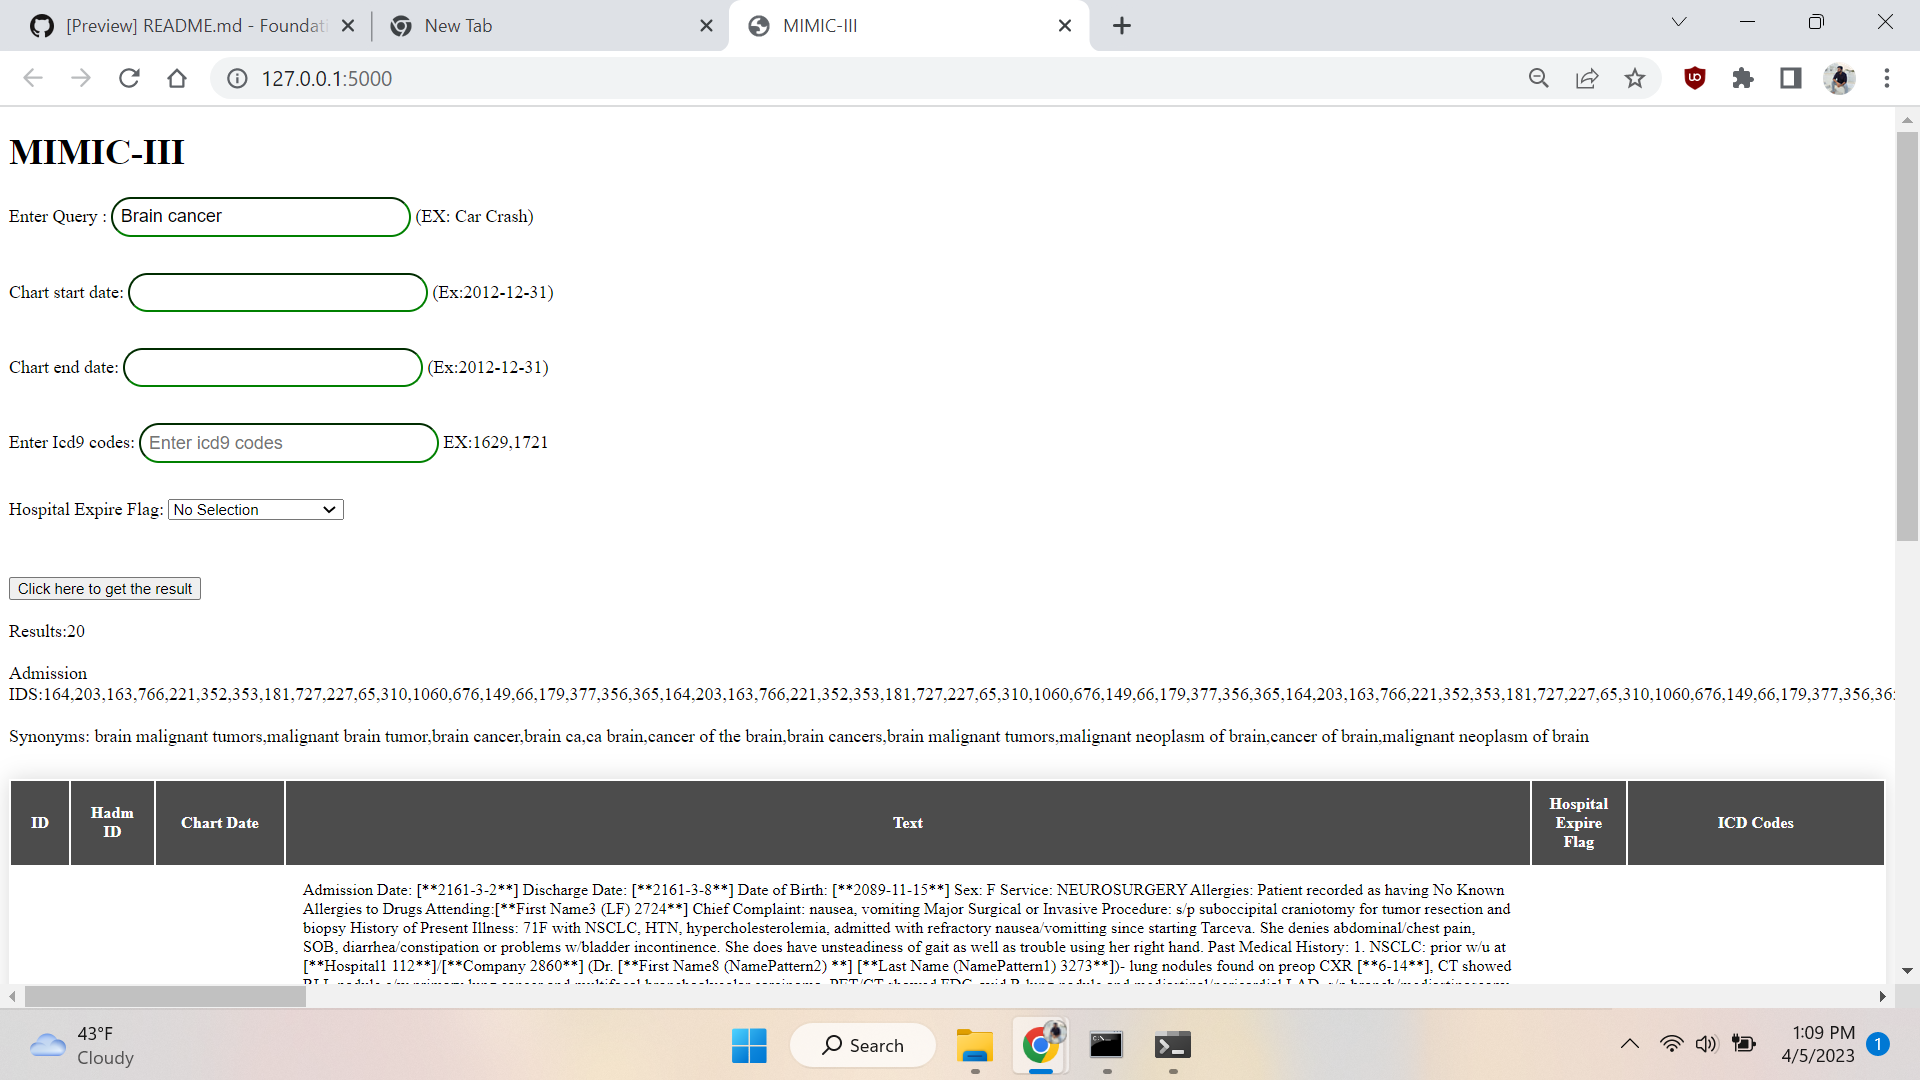 [Preview] README.md - Foundati
New Tab
MIMIC-III
127.0.0.1:5000
MIMIC-III
Enter Query : Brain cancer (EX: Car Crash)
Chart start date: (Ex:2012-12-31)
Chart end date: (Ex:2012-12-31)
Enter Icd9 codes: Enter icd9 codes EX:1629,1721
Hospital Expire Flag: No Selection
Click here to get the result
Results:20
Admission
IDS:164,203,163,766,221,352,353,181,727,227,65,310,1060,676,149,66,179,377,356,365,164,203,163,766,221,352,353,181,727,227,65,310,1060,676,149,66,179,377,356,365,164,203,163,766,221,352,353,181,727,227,65,310,1060,676,149,66,179,377,356,36
Synonyms: brain malignant tumors,malignant brain tumor,brain cancer,brain ca,ca brain,cancer of the brain,brain cancers,brain malignant tumors,malignant neoplasm of brain,cancer of brain,malignant neoplasm of brain
ID
Hadm
ID
Chart Date
Text
Hospital
Expire
Flag
ICD Codes
Admission Date: [**2161-3-2**] Discharge Date: [**2161-3-8**] Date of Birth: [**2089-11-15**] Sex: F Service: NEUROSURGERY Allergies: Patient recorded as having No Known
Allergies to Drugs Attending:[**First Name3 (LF) 2724**] Chief Complaint: nausea, vomiting Major Surgical or Invasive Procedure: s/p suboccipital craniotomy for tumor resection and
biopsy History of Present Illness: 71F with NSCLC, HTN, hypercholesterolemia, admitted with refractory nausea/vomitting since starting Tarceva. She denies abdominal/chest pain,
SOB, diarrhea/constipation or problems w/bladder incontinence. She does have unsteadiness of gait as well as trouble using her right hand. Past Medical History: 1. NSCLC: prior w/u at
[**Hospital1 112**]/[**Company 2860**] (Dr. [**First Name8 (NamePattern2) **] [**Last Name (NamePattern1) 3273**])- lung nodules found on preop CXR [**6-14**], CT showed
43°F
Cloudy
Search
1:09 PM
4/5/2023
1